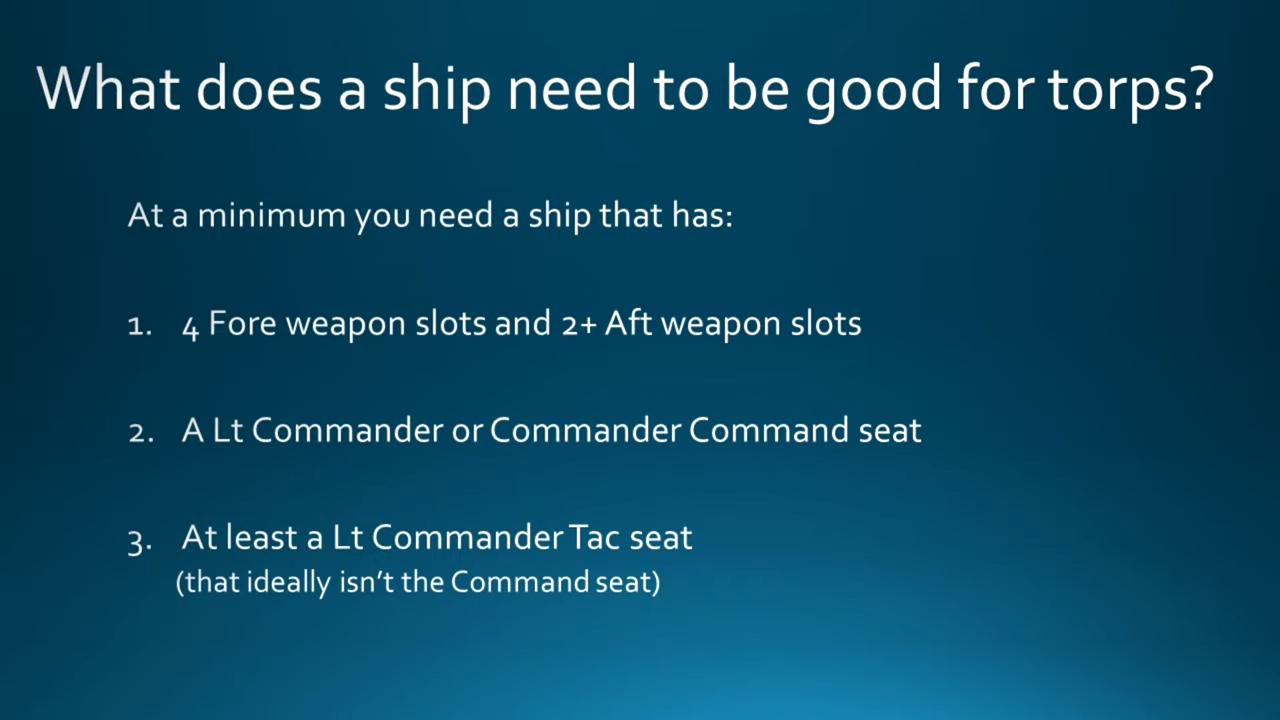 What does a ship need to be good for torps?
At a minimum you need a ship that has:
1. 4 Fore weapon slots and 2+ Aft weapon slots
2. A Lt Commander or Commander Command seat
3. At least a Lt Commander Tac seat
(that ideally isn’t the Command seat)